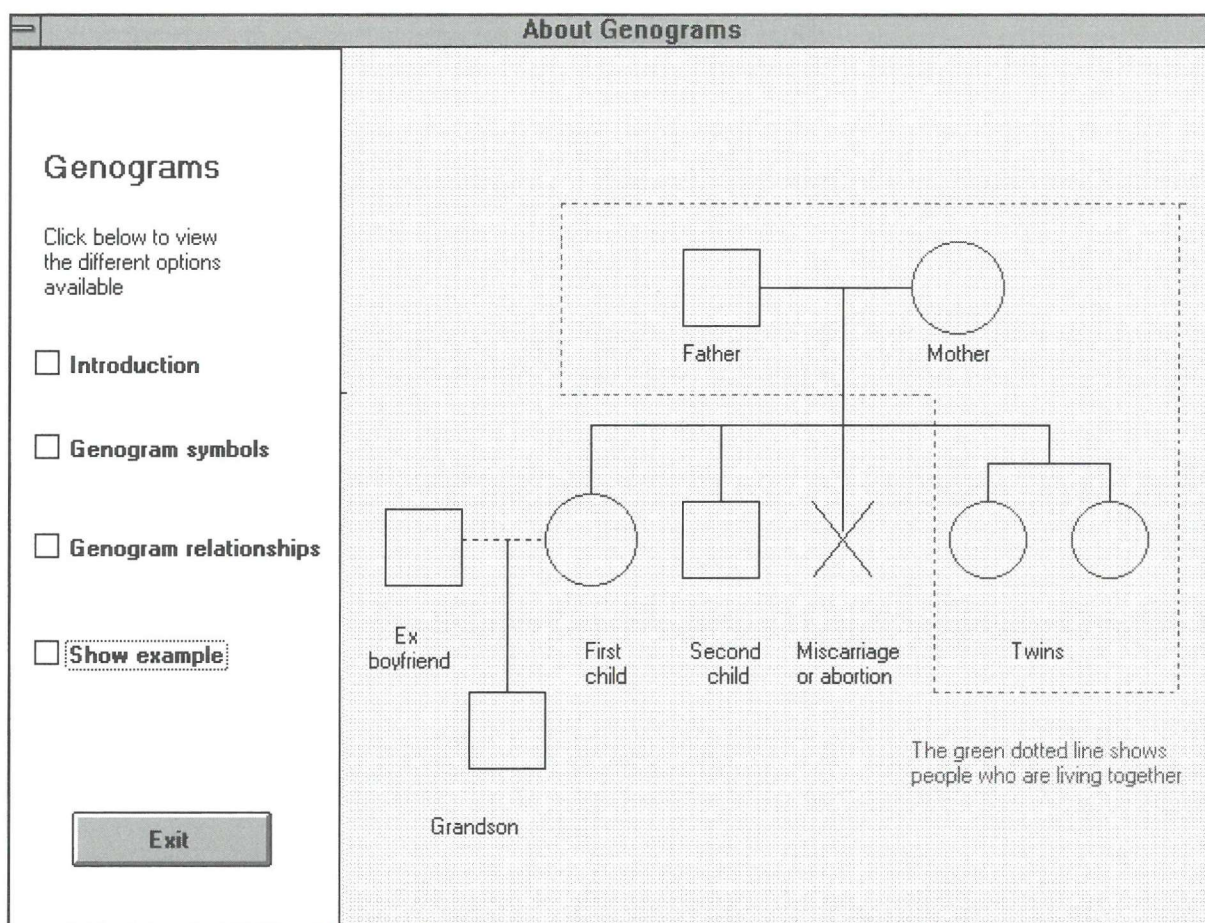 About Genograms
Genograms
Click below to view
the different options
available
Introduction
Genogram symbols
Genogram relationships
Show example
Exit
Father
Mother
Ex
boyfriend
First
child
Second
child
Miscarriage
or abortion
Twins
Grandson
The green dotted line shows
people who are living together